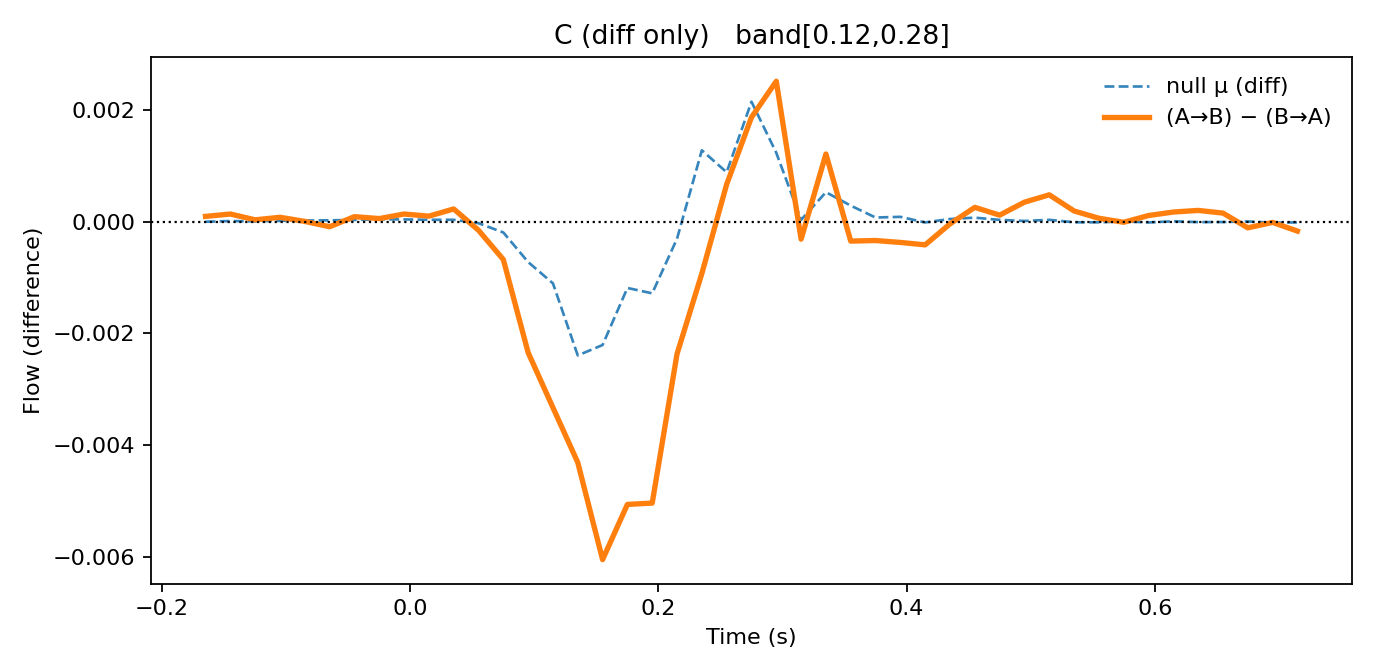 C (diff only)   band[0.12,0.28]
null μ (diff)
(A→B) − (B→A)
Flow (difference)
0.002
0.000
−0.002
−0.004
−0.006
−0.2
0.0
0.2
0.4
0.6
Time (s)